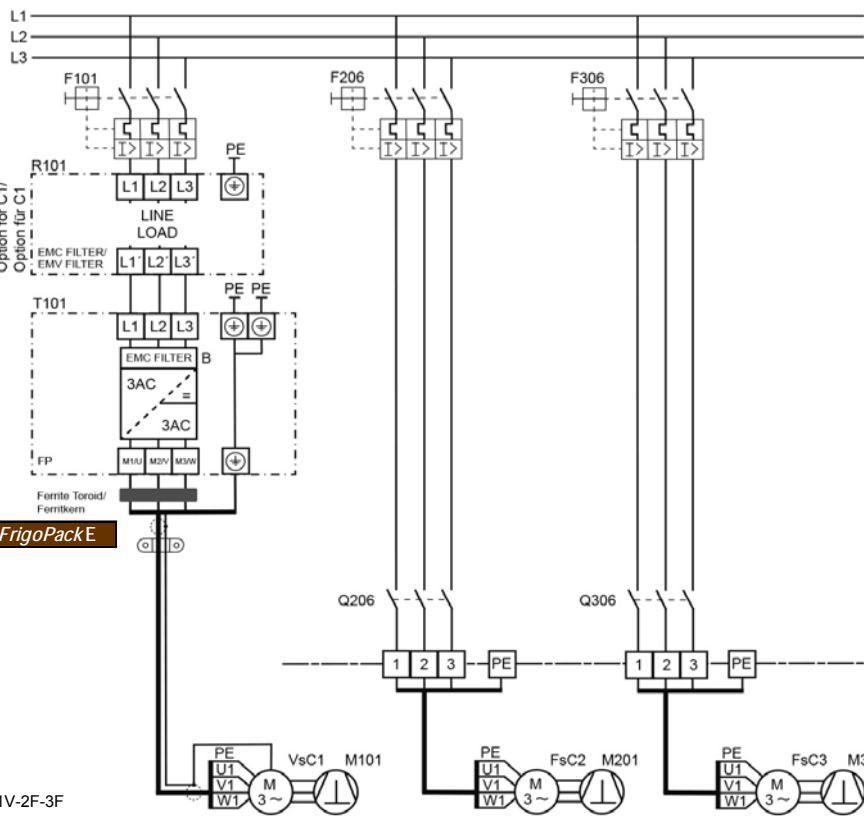 L1
L2
L3
F101
F206
F306
I> I> I>
I> I> I>
I> I> I>
PE
R101
L1 L2 L3
LINE
LOAD
Option for C1/
Option für C1
EMC FILTER/
EMV FILTER
L1´ L2´ L3´
PE PE
T101
L1 L2 L3
EMC FILTER B
3AC
=
3AC
FP
M1/U M2/V M3/W
Ferrite Toroid/
Ferritkern
FrigoPack E
Q206
Q306
1 2 3 PE
1 2 3 PE
PE
U1
V1
W1
M
3~
VsC1 M101
PE
U1
V1
W1
M
3~
FsC2 M201
PE
U1
V1
W1
M
3~
FsC3
1V-2F-3F